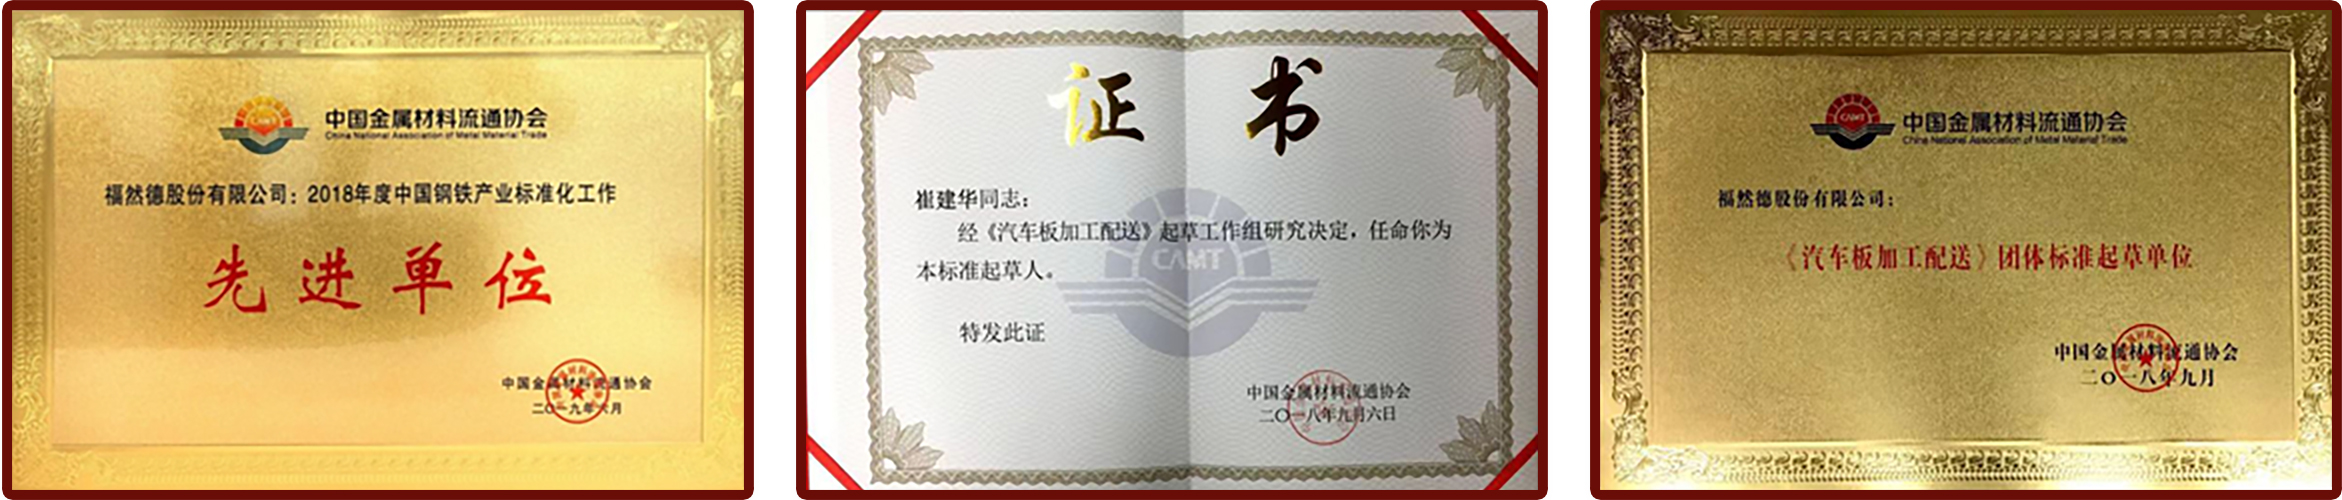 CAMT
中国金属材料流通协会
China National Association of Metal Material Trade
福然德股份有限公司：2018年度中国钢铁产业标准化工作
先进单位
中国金属材料流通协会
二〇一九年六月
证书
崔建华同志：
经《汽车板加工配送》起草工作组研究决定，任命你为
本标准起草人。
CAMT
特发此证
中国金属材料流通协会
二〇一八年九月六日
CAMT
中国金属材料流通协会
China National Association of Metal Material Trade
福然德股份有限公司：
《汽车板加工配送》团体标准起草单位
中国金属材料流通协会
二〇一八年九月